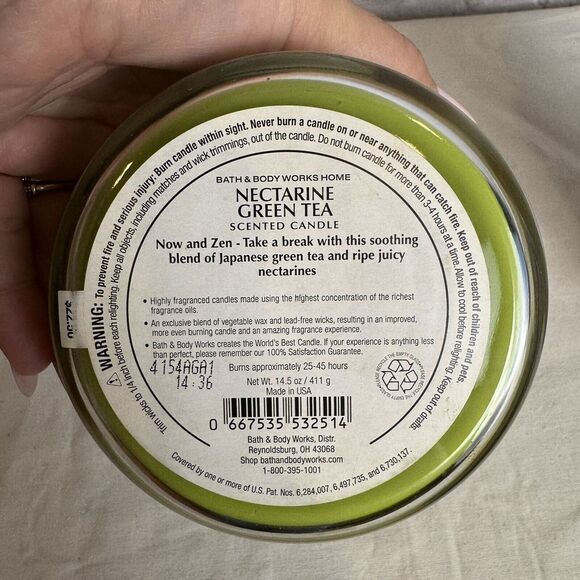 WARNING: To prevent fire and serious injury: Burn candle within sight. Never burn a candle on or near anything that can catch fire. Keep out of reach of children and pets.
Trim wicks to 1/4 inch before each relighting. Keep all objects, including matches and wick trimmings, out of the candle. Do not burn candle for more than 3-4 hours at a time. Allow to cool before relighting. Keep out of drafts.
$22.50
BATH & BODY WORKS HOME
NECTARINE
GREEN TEA
SCENTED CANDLE
Now and Zen - Take a break with this soothing
blend of Japanese green tea and ripe juicy
nectarines
• Highly fragranced candles made using the highest concentration of the richest
fragrance oils.
• An exclusive blend of vegetable wax and lead-free wicks, resulting in an improved,
more even burning candle and an amazing fragrance experience.
• Bath & Body Works creates the World's Best Candle. If your experience is anything
less than perfect, please remember our 100% Satisfaction Guarantee.
4154AGA1
14:36
Burns approximately 25-45 hours
Net Wt. 14.5 oz / 411 g
Made in USA
0 667535 532514
Bath & Body Works, Distr.
Reynoldsburg, OH 43068
Shop bathandbodyworks.com
1-800-395-1001
Covered by one or more of U.S. Pat. Nos. 6,284,007, 6,497,735, and 6,730,137.